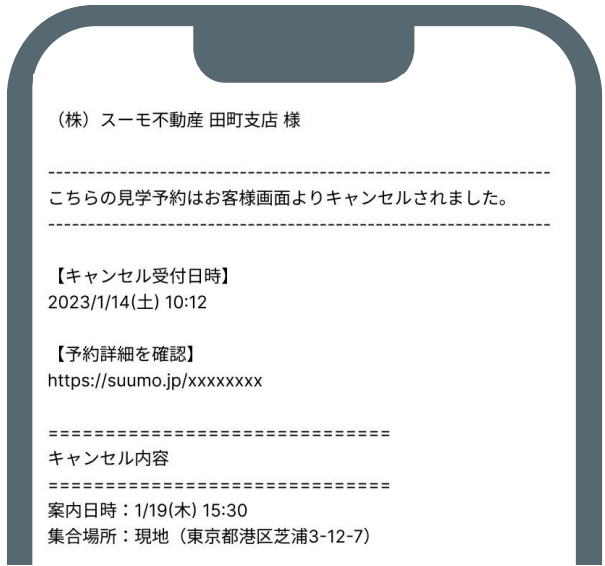 （株）スーモ不動産 田町支店 様
---------------------------------------------------------------
こちらの見学予約はお客様画面よりキャンセルされました。
---------------------------------------------------------------
【キャンセル受付日時】
2023/1/14(土) 10:12
【予約詳細を確認】
https://suumo.jp/xxxxxxxx
==============================
キャンセル内容
==============================
案内日時：1/19(木) 15:30
集合場所：現地（東京都港区芝浦3-12-7）